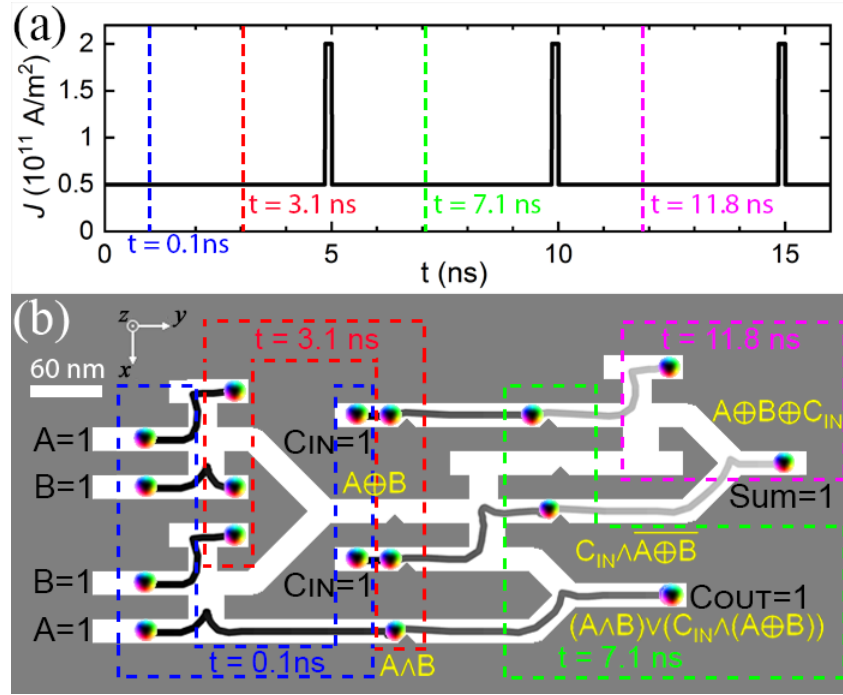 (a)
J (10¹¹ A/m²)
2
1.5
1
0.5
0
t = 0.1ns
t = 3.1 ns
t = 7.1 ns
t = 11.8 ns
0 5 10 15
t (ns)
(b)
z y
x
60 nm
t = 3.1 ns
t = 11.8 ns
A=1
CIN=1
A⊕B⊕CIN
B=1
A⊕B
Sum=1
B=1
CIN=1
CIN∧\overline{A⊕B}
COUT=1
A=1
(A∧B)∨(CIN∧(A⊕B))
t = 0.1ns
A∧B
t = 7.1 ns